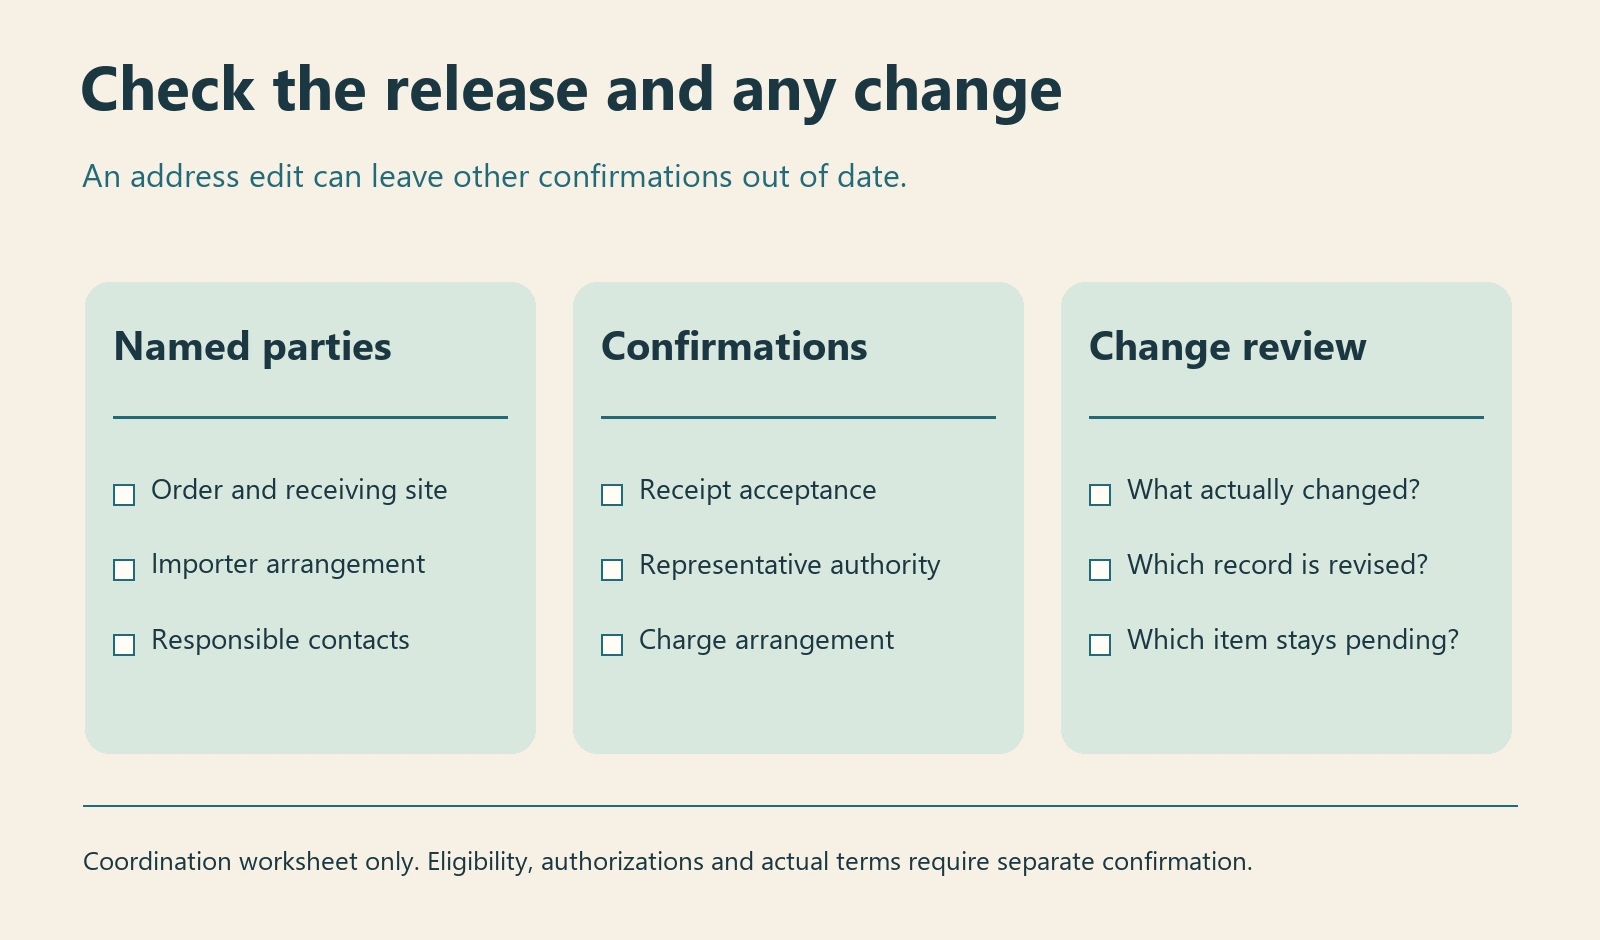 Check the release and any change
An address edit can leave other confirmations out of date.
Named parties
Order and receiving site
Importer arrangement
Responsible contacts
Confirmations
Receipt acceptance
Representative authority
Charge arrangement
Change review
What actually changed?
Which record is revised?
Which item stays pending?
Coordination worksheet only. Eligibility, authorizations and actual terms require separate confirmation.